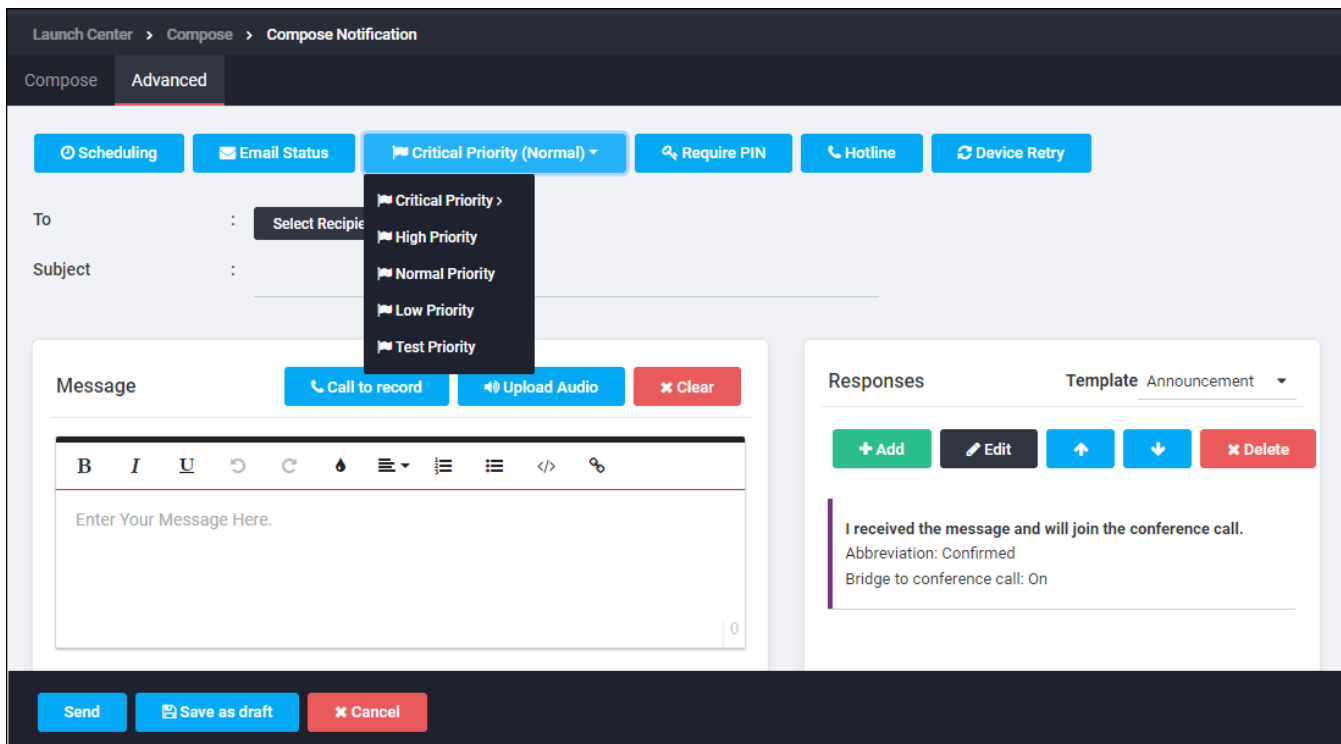 Launch Center > Compose > Compose Notification
Compose Advanced
Scheduling Email Status Critical Priority (Normal) Require PIN Hotline Device Retry
Critical Priority >
To : Select Recipie
High Priority
Subject :
Normal Priority
Low Priority
Test Priority
Message Call to record Upload Audio Clear
B I U </>
Enter Your Message Here.
0
Responses Template Announcement
Add Edit Delete
I received the message and will join the conference call.
Abbreviation: Confirmed
Bridge to conference call: On
Send Save as draft Cancel